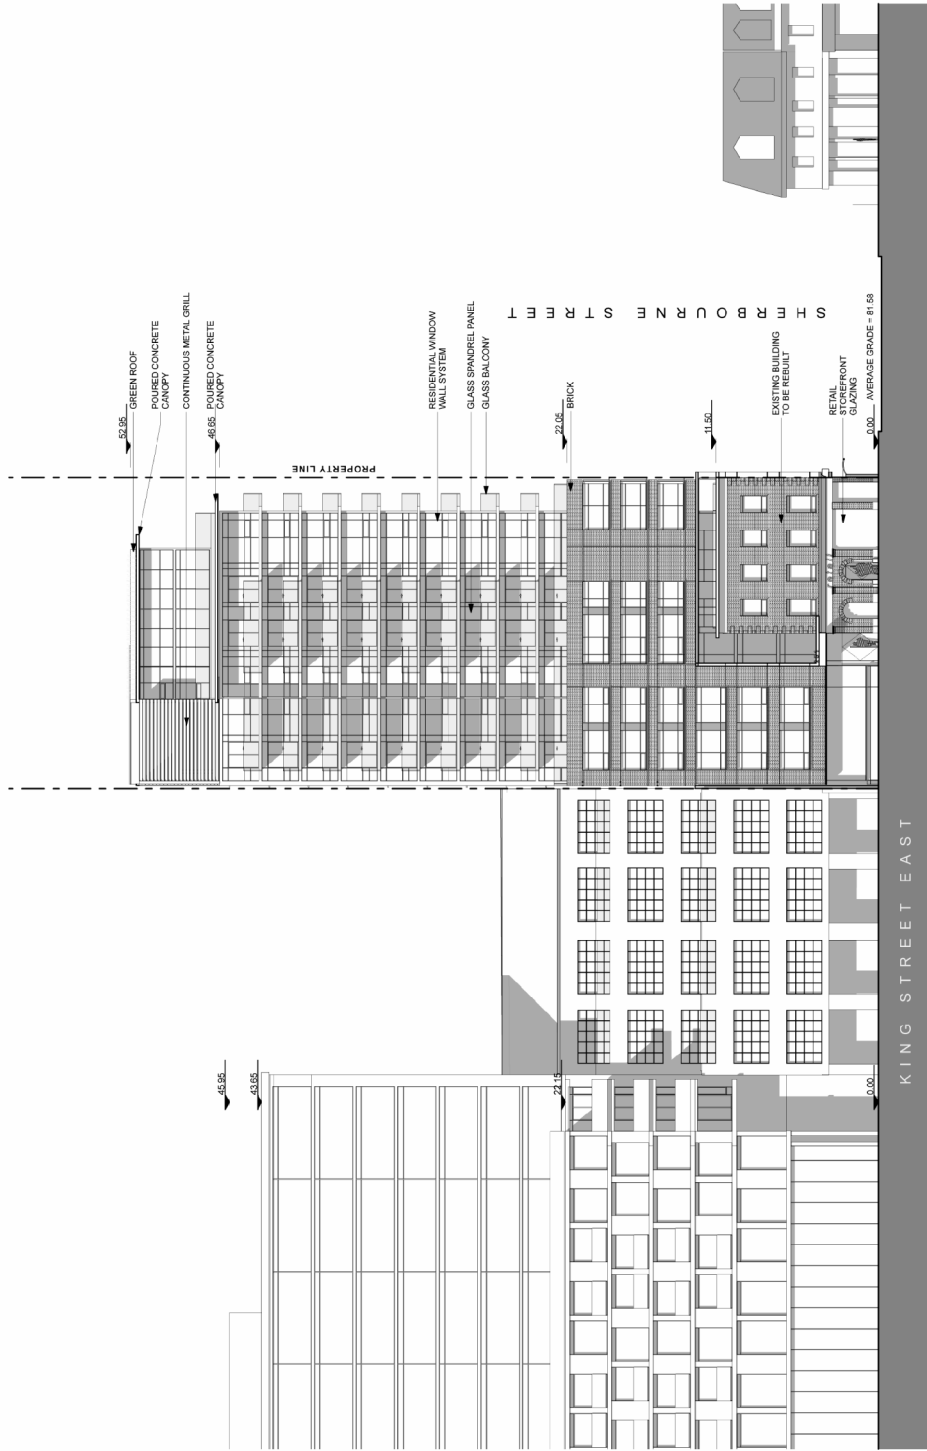 52.95
GREEN ROOF
POURED CONCRETE
CANOPY
CONTINUOUS METAL GRILL
46.65
POURED CONCRETE
CANOPY
PROPERTY LINE
RESIDENTIAL WINDOW
WALL SYSTEM
GLASS SPANDREL PANEL
GLASS BALCONY
22.05
BRICK
SHERBOURNE STREET
11.50
EXISTING BUILDING
TO BE REBUILT
RETAIL
STOREFRONT
GLAZING
0.00
AVERAGE GRADE = 81.58
45.95
43.65
22.15
0.00
KING STREET EAST